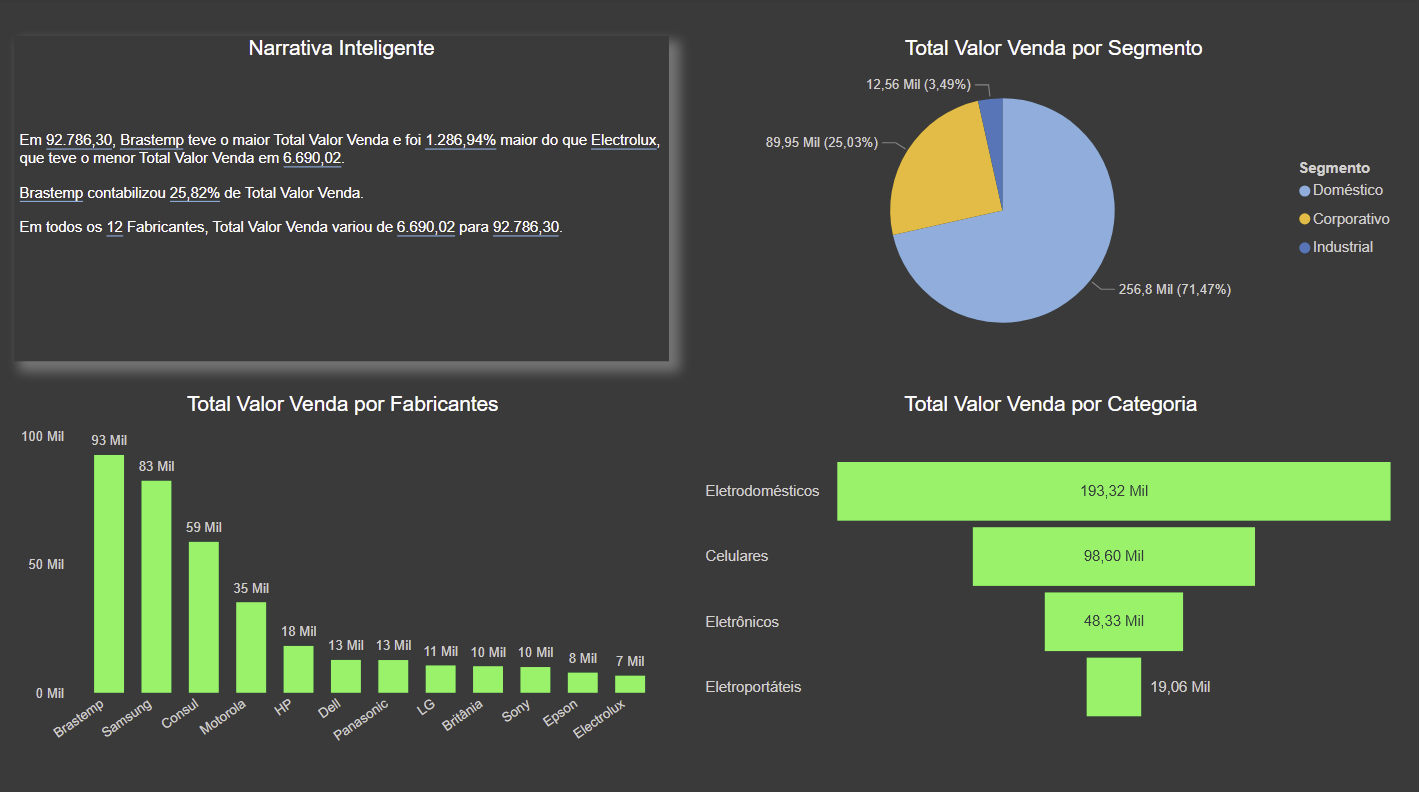 Narrativa Inteligente
Em 92.786,30, Brastemp teve o maior Total Valor Venda e foi 1.286,94% maior do que Electrolux,
que teve o menor Total Valor Venda em 6.690,02.
Brastemp contabilizou 25,82% de Total Valor Venda.
Em todos os 12 Fabricantes, Total Valor Venda variou de 6.690,02 para 92.786,30.
Total Valor Venda por Segmento
12,56 Mil (3,49%)
89,95 Mil (25,03%)
256,8 Mil (71,47%)
Segmento
Doméstico
Corporativo
Industrial
Total Valor Venda por Fabricantes
100 Mil
50 Mil
0 Mil
93 Mil
83 Mil
59 Mil
35 Mil
18 Mil
13 Mil
13 Mil
11 Mil
10 Mil
10 Mil
8 Mil
7 Mil
Brastemp
Samsung
Consul
Motorola
HP
Dell
Panasonic
LG
Britânia
Sony
Epson
Electrolux
Total Valor Venda por Categoria
Eletrodomésticos
193,32 Mil
Celulares
98,60 Mil
Eletrônicos
48,33 Mil
Eletroportáteis
19,06 Mil